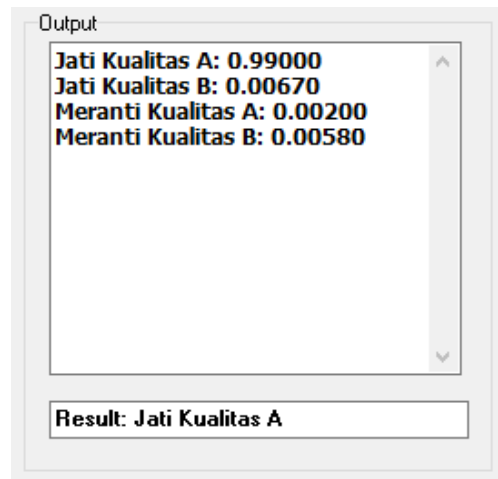 Output
Jati Kualitas A: 0.99000
Jati Kualitas B: 0.00670
Meranti Kualitas A: 0.00200
Meranti Kualitas B: 0.00580
Result: Jati Kualitas A